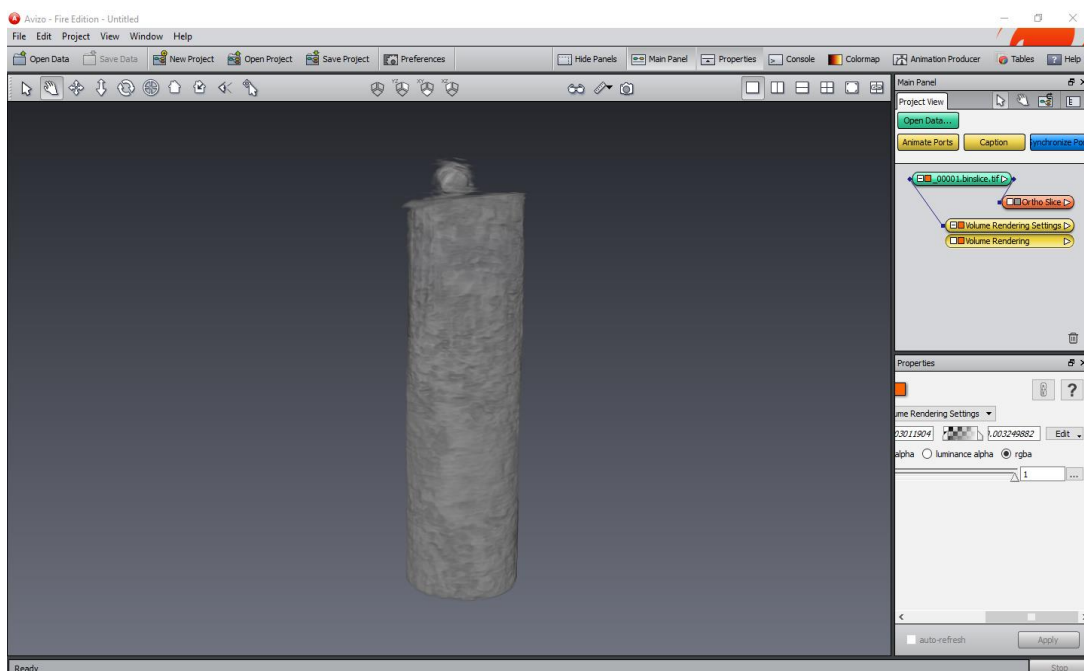 Avizo - Fire Edition - Untitled
File Edit Project View Window Help
Open Data Save Data New Project Open Project Save Project Preferences Hide Panels Main Panel Properties Console Colormap Animation Producer Tables Help
Main Panel
Project View
Open Data...
Animate Ports Caption ynchronize Po
_00001.binslice.tif
Ortho Slice
Volume Rendering Settings
Volume Rendering
Properties
ume Rendering Settings
03011904 .003249882 Edit
alpha luminance alpha rgba
1 ...
auto-refresh Apply
Ready Stop